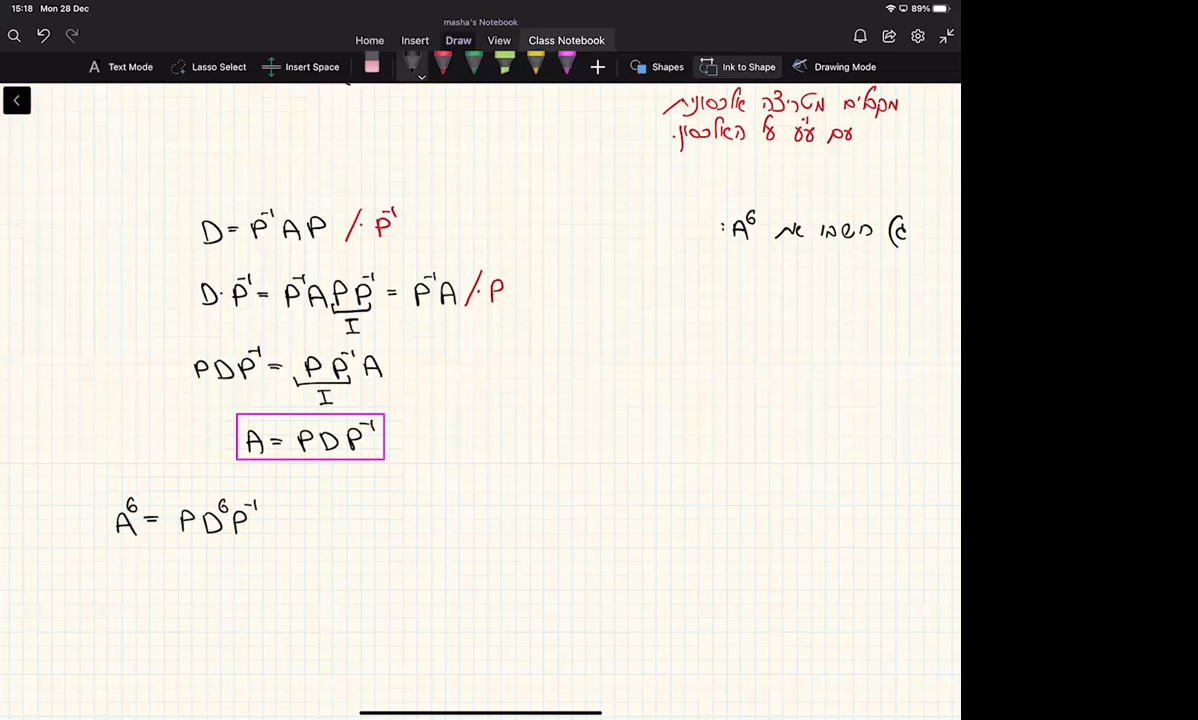 15:18 Mon 28 Dec
89%
masha's Notebook
Home Insert Draw View Class Notebook
Text Mode Lasso Select Insert Space Shapes Ink to Shape Drawing Mode
מקבלים מטריצה אלכסונית
עם ע"ע על האלכסון.
ג) חשבו את A⁶ :
D = P⁻¹AP /· P⁻¹
D·P⁻¹ = P⁻¹APP⁻¹ = P⁻¹A /· P
I
PDP⁻¹ = PP⁻¹A
I
A = PDP⁻¹
A⁶ = PD⁶P⁻¹